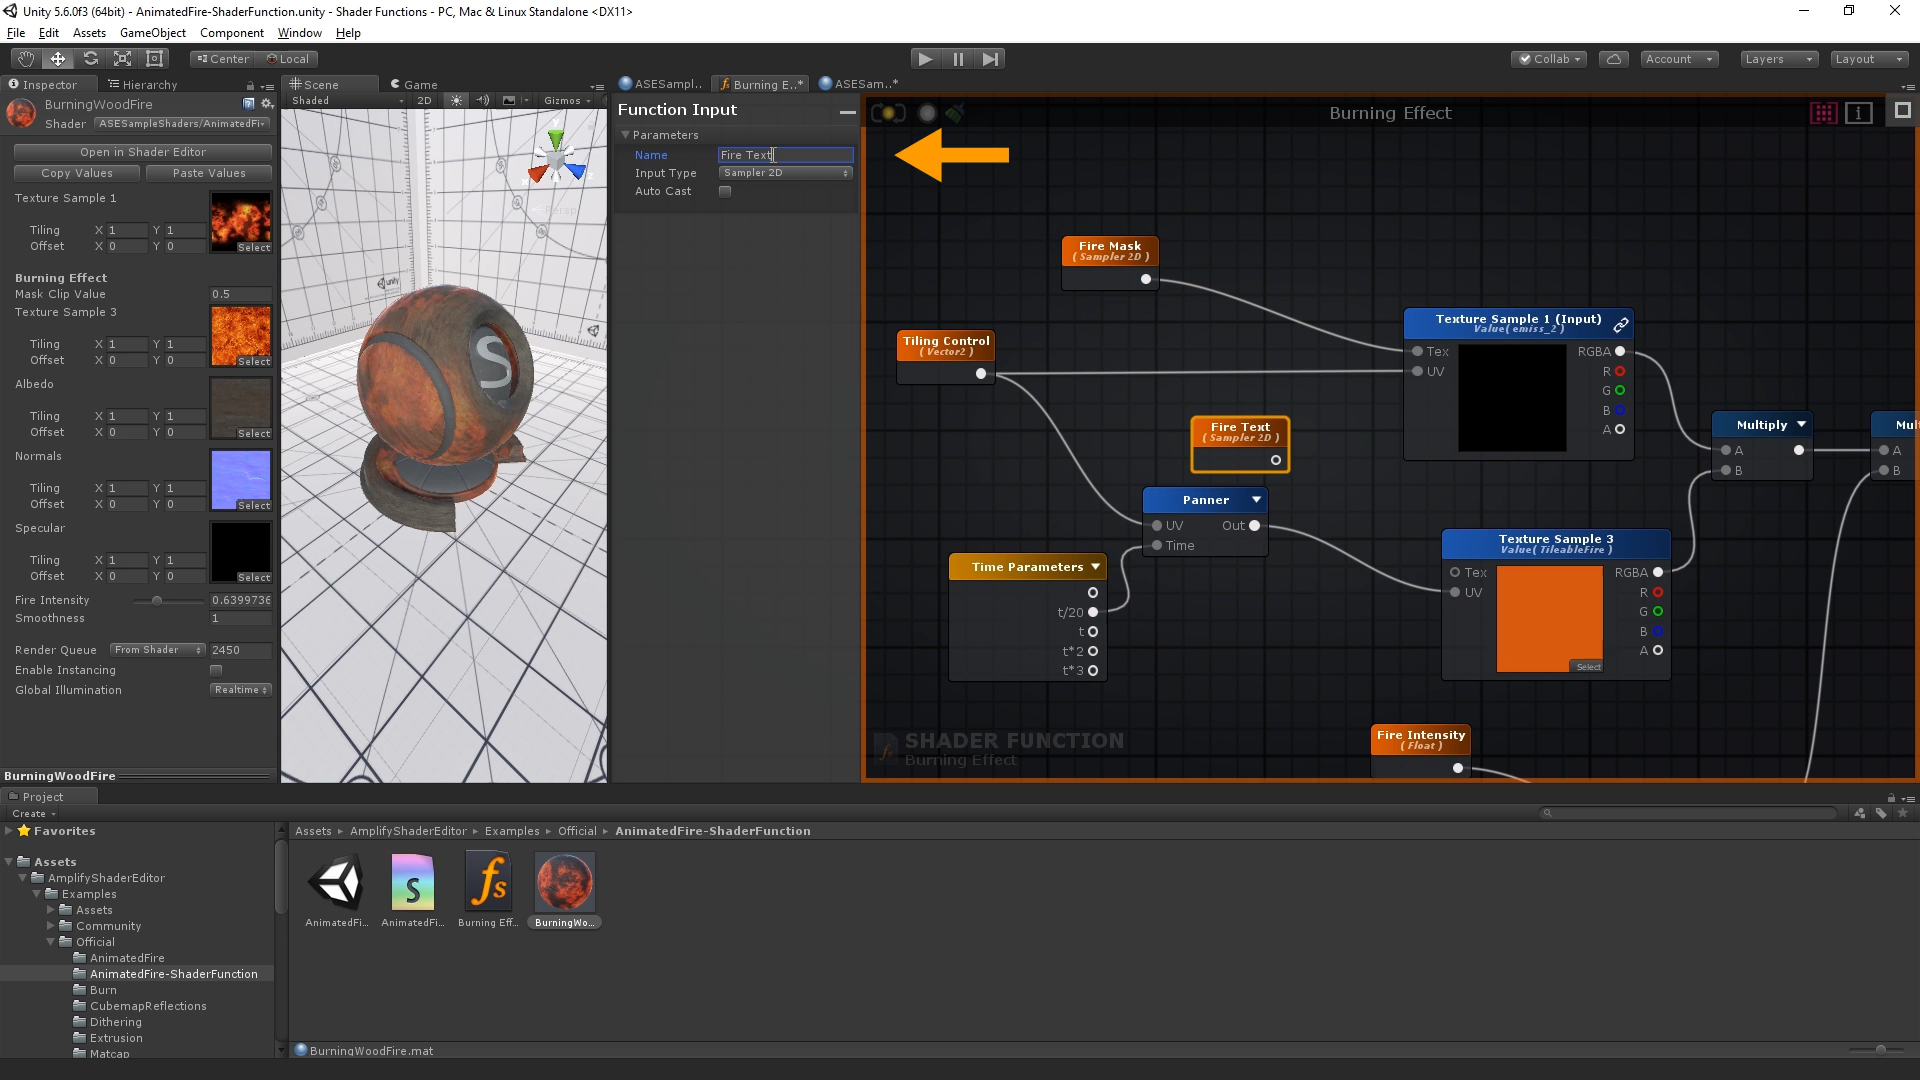 Unity 5.6.0f3 (64bit) - AnimatedFire-ShaderFunction.unity - Shader Functions - PC, Mac & Linux Standalone <DX11>
File Edit Assets GameObject Component Window Help
Center Local Collab Account Layers Layout
Inspector Hierarchy
BurningWoodFire
Shader ASESampleShaders/AnimatedFi
Open in Shader Editor
Copy Values Paste Values
Texture Sample 1
Tiling X 1 Y 1
Offset X 0 Y 0
Select
Burning Effect
Mask Clip Value 0.5
Texture Sample 3
Tiling X 1 Y 1
Offset X 0 Y 0
Select
Albedo
Tiling X 1 Y 1
Offset X 0 Y 0
Select
Normals
Tiling X 1 Y 1
Offset X 0 Y 0
Select
Specular
Tiling X 1 Y 1
Offset X 0 Y 0
Select
Fire Intensity 0.6399736
Smoothness 1
Render Queue From Shader 2450
Enable Instancing
Global Illumination Realtime
BurningWoodFire
Scene Game
Shaded 2D Gizmos
Y
X
Z
Persp
unity
S
ASESampl.. Burning E..* ASESam..*
Function Input
Parameters
Name Fire Text
Input Type Sampler 2D
Auto Cast
Burning Effect
Fire Mask
( Sampler 2D )
Tiling Control
( Vector2 )
Texture Sample 1 (Input)
Value( emiss_2 )
Tex RGBA
UV R
G
B
A
Fire Text
( Sampler 2D )
Panner
UV Out
Time
Time Parameters
t/20
t
t*2
t*3
Texture Sample 3
Value( TileableFire )
Tex RGBA
UV R
G
B
A
Select
Multiply
A
B
Mul
A
B
Fire Intensity
( Float )
SHADER FUNCTION
Burning Effect
Project
Create
Favorites
Assets
AmplifyShaderEditor
Examples
Assets
Community
Official
AnimatedFire
AnimatedFire-ShaderFunction
Burn
CubemapReflections
Dithering
Extrusion
Matcap
Assets ▸ AmplifyShaderEditor ▸ Examples ▸ Official ▸ AnimatedFire-ShaderFunction
S fs
AnimatedFi... AnimatedFi... Burning Eff... BurningWo...
BurningWoodFire.mat